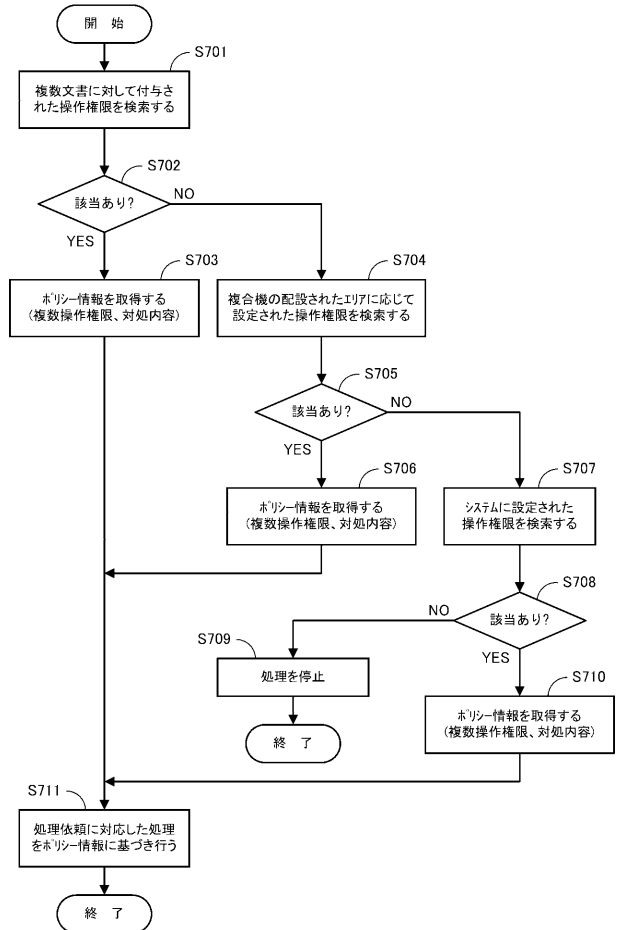 開 始
S701
複数文書に対して付与さ
れた操作権限を検索する
S702
該当あり?
NO
YES
S703
ﾎﾟﾘｼｰ情報を取得する
(複数操作権限、対処内容)
S704
複合機の配設されたｴﾘｱに応じて
設定された操作権限を検索する
S705
該当あり?
NO
YES
S706
ﾎﾟﾘｼｰ情報を取得する
(複数操作権限、対処内容)
S707
ｼｽﾃﾑに設定された
操作権限を検索する
S708
該当あり?
NO
YES
S709
処理を停止
終 了
S710
ﾎﾟﾘｼｰ情報を取得する
(複数操作権限、対処内容)
S711
処理依頼に対応した処理
をﾎﾟﾘｼｰ情報に基づき行う
終 了